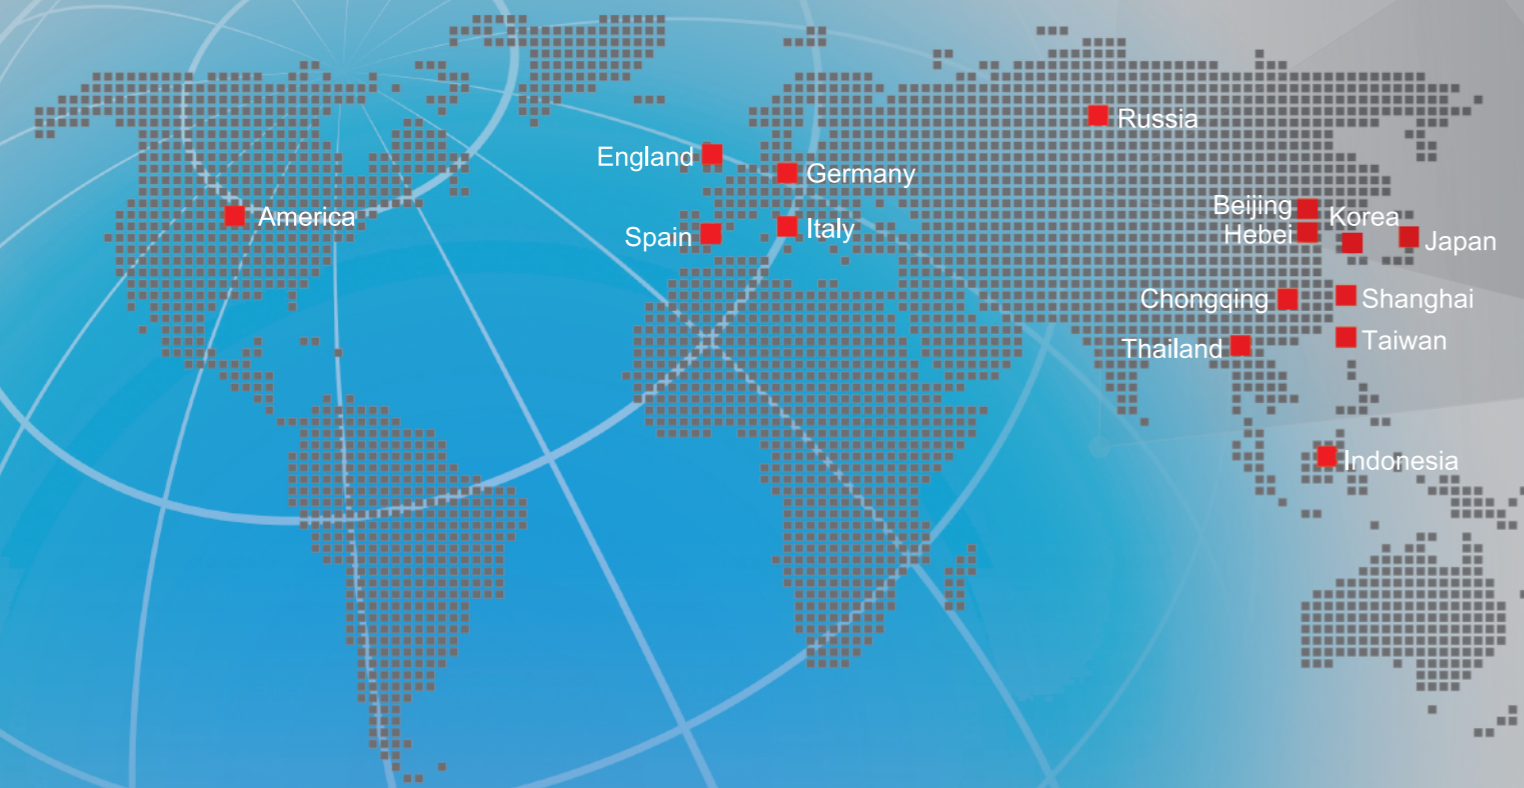 Russia
England
Germany
America
Beijing
Korea
Spain
Italy
Hebei
Japan
Chongqing
Shanghai
Thailand
Taiwan
Indonesia